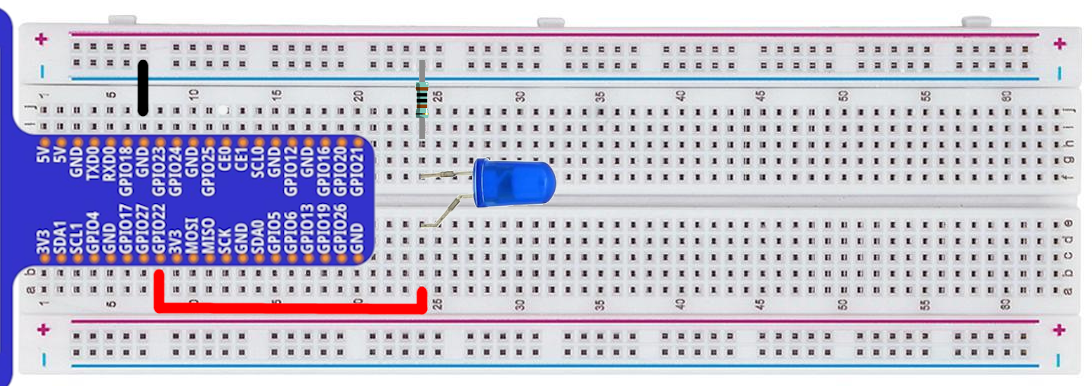 + +
- -
1 5 10 15 20 25 30 35 40 45 50 55 60
j j
i i
h
g
f
5V 5V GND TXD0 RXD0 GPIO18 GND GPIO23 GPIO24 GND GPIO25 CE0 CE1 SCL0 GND GPIO12 GND GPIO16 GPIO20 GPIO21
3V3 SDA1 SCL1 GPIO4 GND GPIO17 GPIO27 GPIO22 3V3 MOSI MISO SCK GND SDA0 GPIO5 GPIO6 GPIO13 GPIO19 GPIO26 GND
e
d
c
b b
a a
1 5 25 30 35 40 45 50 55 60
+ +
- -